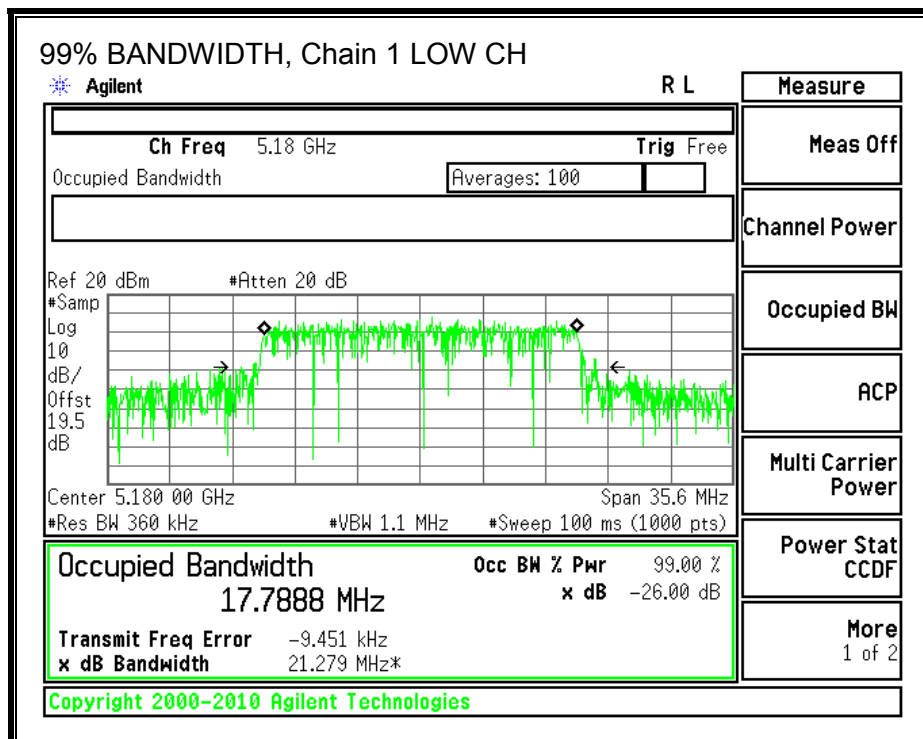 99% BANDWIDTH, Chain 1 LOW CH
Agilent R L Measure
Ch Freq 5.18 GHz Trig Free
Meas Off
Occupied Bandwidth Averages: 100
Channel Power
Ref 20 dBm #Atten 20 dB
#Samp
Log
10
dB/
Offst
19.5
dB
Occupied BW
ACP
Multi Carrier
Power
Center 5.180 00 GHz Span 35.6 MHz
#Res BW 360 kHz #VBW 1.1 MHz #Sweep 100 ms (1000 pts)
Power Stat
CCDF
Occupied Bandwidth Occ BW % Pwr 99.00 %
17.7888 MHz x dB -26.00 dB
Transmit Freq Error -9.451 kHz
x dB Bandwidth 21.279 MHz*
More
1 of 2
Copyright 2000-2010 Agilent Technologies